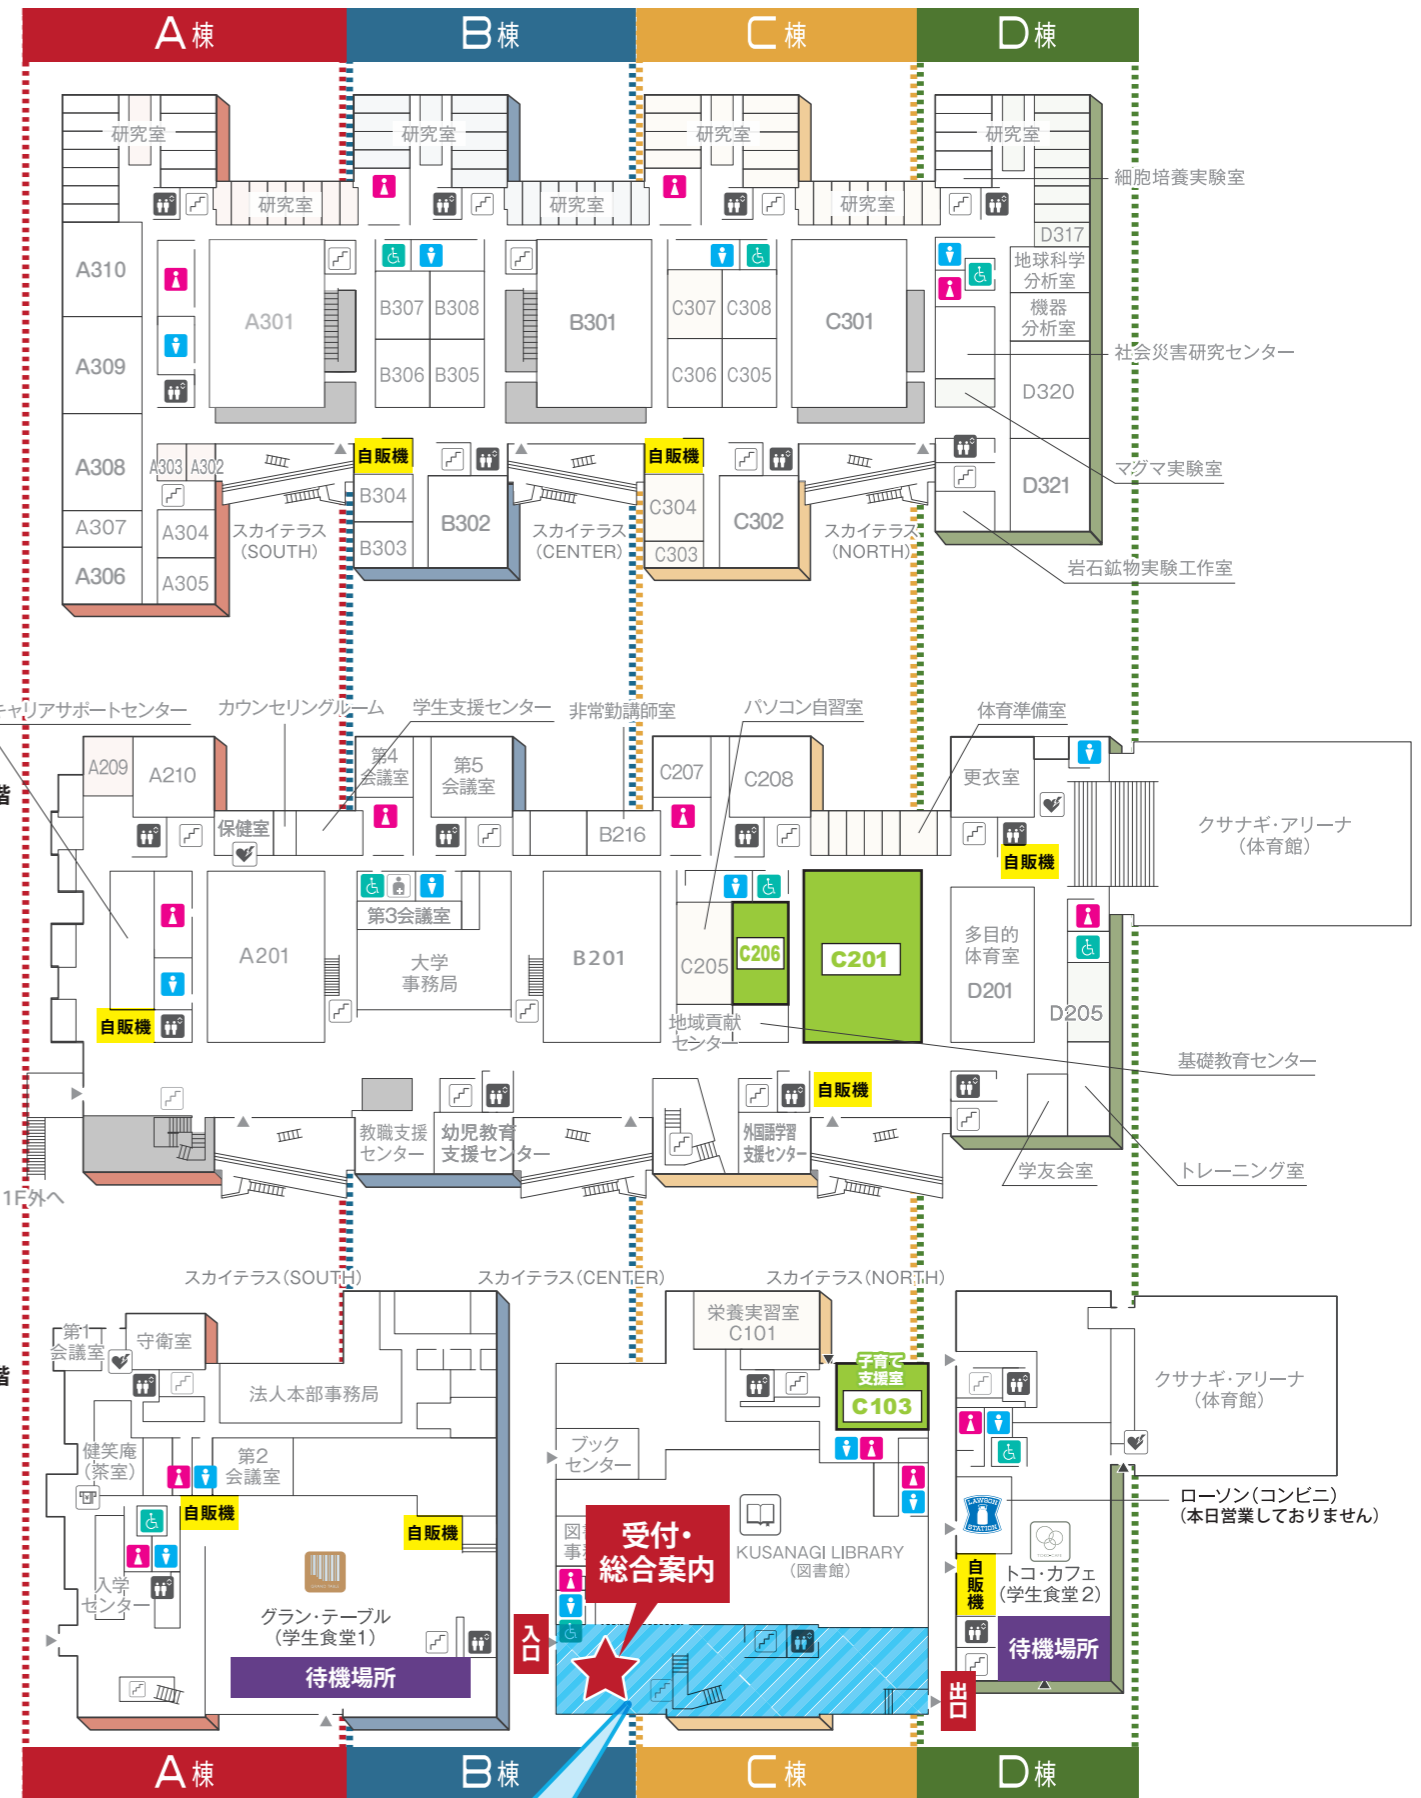 A棟
B棟
C棟
D棟
研究室
研究室
研究室
研究室
細胞培養実験室
研究室
研究室
研究室
D317
A310
地球科学
分析室
A301
B307
B308
B301
C307
C308
C301
機器
分析室
社会災害研究センター
A309
B306
B305
C306
C305
D320
自販機
自販機
A308
A303
A302
マグマ実験室
B304
D321
C304
A307
A304
スカイテラス
(SOUTH)
B302
スカイテラス
(CENTER)
C302
スカイテラス
(NORTH)
B303
C303
A306
A305
岩石鉱物実験工作室
キャリアサポートセンター
カウンセリングルーム
学生支援センター
非常勤講師室
パソコン自習室
体育準備室
A209
A210
第4
会議室
第5
会議室
C207
C208
更衣室
階
保健室
B216
クサナギ・アリーナ
(体育館)
自販機
第3会議室
A201
大学
事務局
B201
C205
C206
C201
多目的
体育室
D201
D205
自販機
地域貢献
センター
基礎教育センター
自販機
教職支援
センター
幼児教育
支援センター
外国語学習
支援センター
学友会室
トレーニング室
1F外へ
スカイテラス(SOUTH)
スカイテラス(CENTER)
スカイテラス(NORTH)
第1
会議室
守衛室
栄養実習室
C101
階
法人本部事務局
子育て
支援室
C103
クサナギ・アリーナ
(体育館)
健笑庵
(茶室)
第2
会議室
ブック
センター
自販機
自販機
LAWSON
STATION
ローソン(コンビニ)
(本日営業しておりません)
受付・
総合案内
図
事
KUSANAGI LIBRARY
(図書館)
入学
センター
自販機
トコ・カフェ
(学生食堂2)
グラン・テーブル
(学生食堂1)
入口
待機場所
待機場所
出口
A棟
B棟
C棟
D棟